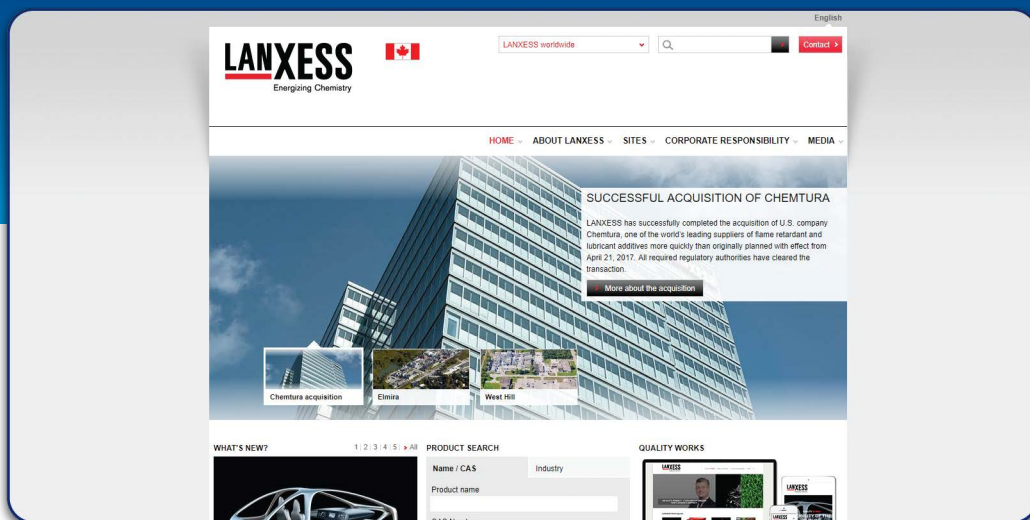 English
LANXESS
Energizing Chemistry
LANXESS worldwide
Contact
HOME ABOUT LANXESS SITES CORPORATE RESPONSIBILITY MEDIA
SUCCESSFUL ACQUISITION OF CHEMTURA
LANXESS has successfully completed the acquisition of U.S. company
Chemtura, one of the world's leading suppliers of flame retardant and
lubricant additives more quickly than originally planned with effect from
April 21, 2017. All required regulatory authorities have cleared the
transaction.
More about the acquisition
Chemtura acquisition Elmira West Hill
WHAT'S NEW? 1 | 2 | 3 | 4 | 5 | All PRODUCT SEARCH QUALITY WORKS
Name / CAS Industry
Product name
LANXESS
LANXESS
LANXESS